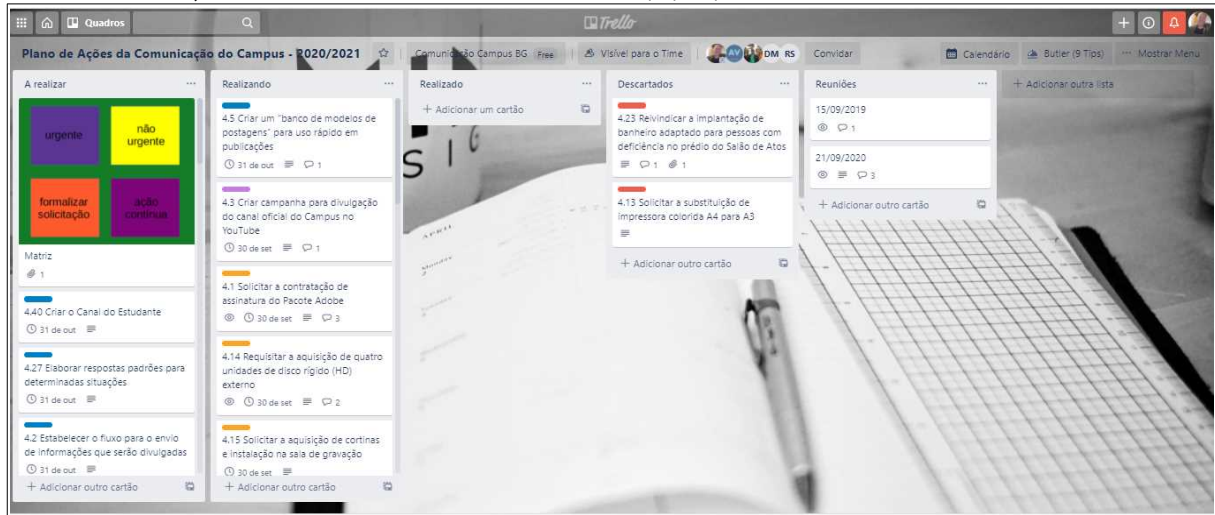 Quadros
Trello
Plano de Ações da Comunicação do Campus - 2020/2021
Comunicação Campus BG Free
Visível para o Time
AV DM RS
Convidar
Calendário
Butler (9 Tips)
Mostrar Menu
A realizar
urgente
não
urgente
formalizar
solicitação
ação
contínua
Matriz
1
4.40 Criar o Canal do Estudante
31 de out
4.27 Elaborar respostas padrões para
determinadas situações
31 de out
4.2 Estabelecer o fluxo para o envio
de informações que serão divulgadas
31 de out
+ Adicionar outro cartão
Realizando
4.5 Criar um "banco de modelos de
postagens" para uso rápido em
publicações
31 de out 1
4.3 Criar campanha para divulgação
do canal oficial do Campus no
YouTube
30 de set 1
4.1 Solicitar a contratação de
assinatura do Pacote Adobe
30 de set 3
4.14 Requisitar a aquisição de quatro
unidades de disco rígido (HD)
externo
30 de set 2
4.15 Solicitar a aquisição de cortinas
e instalação na sala de gravação
30 de set
+ Adicionar outro cartão
Realizado
+ Adicionar um cartão
Descartados
4.23 Reivindicar a implantação de
banheiro adaptado para pessoas com
deficiência no prédio do Salão de Atos
1 1
4.13 Solicitar a substituição de
impressora colorida A4 para A3
+ Adicionar outro cartão
Reuniões
15/09/2019
1
21/09/2020
3
+ Adicionar outro cartão
+ Adicionar outra lista
APRIL
Monday